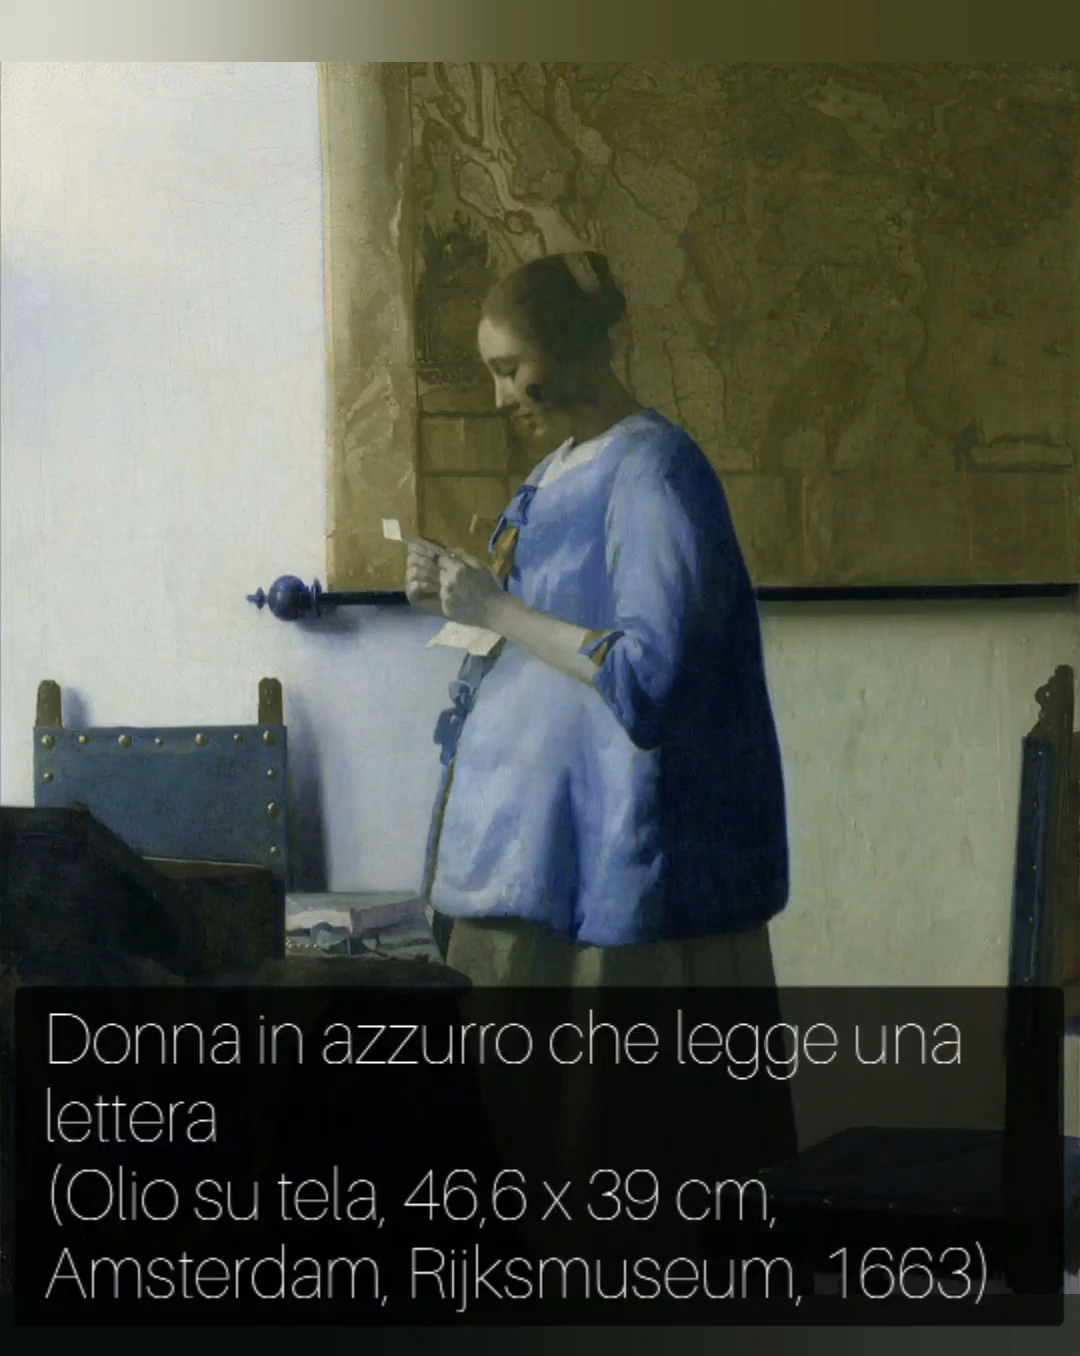 Donna in azzurro che legge una
lettera
(Olio su tela, 46,6 x 39 cm,
Amsterdam, Rijksmuseum, 1663)